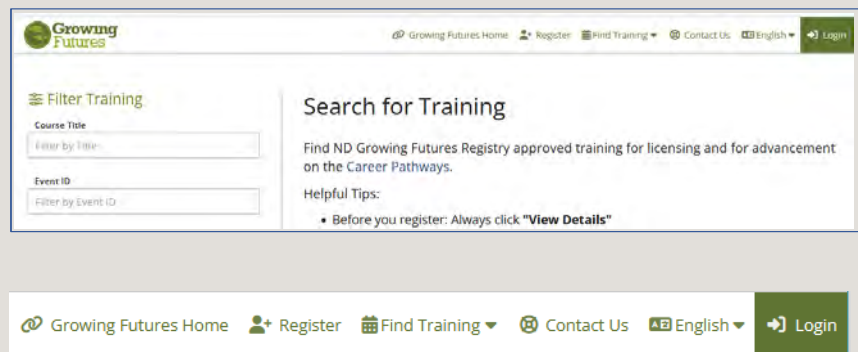 Growing
Futures
Growing Futures Home Register Find Training Contact Us English Login
Filter Training
Course Title
Filter by Title
Event ID
Filter by Event ID
Search for Training
Find ND Growing Futures Registry approved training for licensing and for advancement
on the Career Pathways.
Helpful Tips:
• Before you register: Always click "View Details"
Growing Futures Home Register Find Training Contact Us English Login